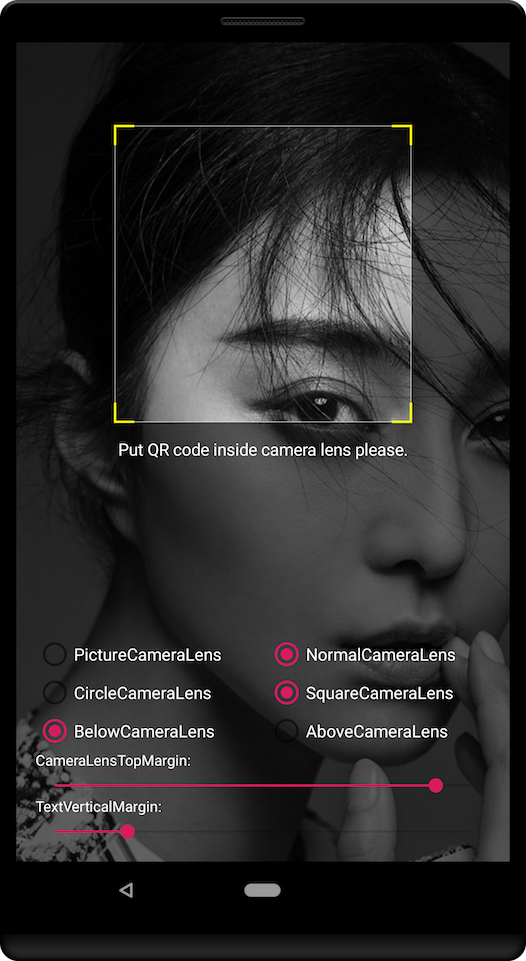 Put QR code inside camera lens please.
PictureCameraLens
NormalCameraLens
CircleCameraLens
SquareCameraLens
BelowCameraLens
AboveCameraLens
CameraLensTopMargin:
TextVerticalMargin: